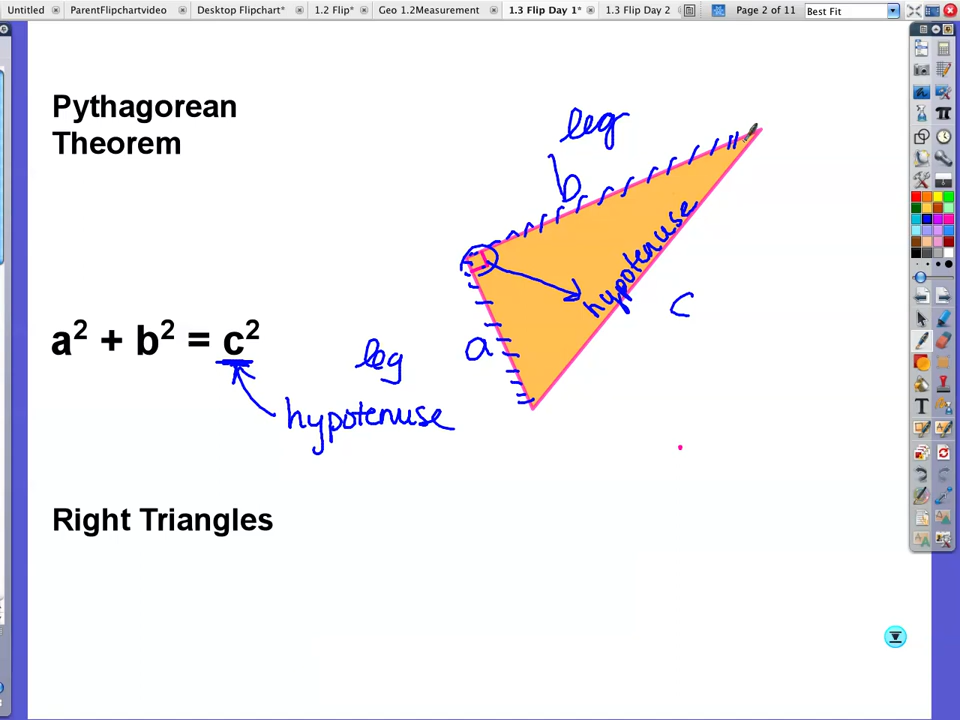 Untitled ParentFlipchartvideo Desktop Flipchart* 1.2 Flip* Geo 1.2Measurement 1.3 Flip Day 1* 1.3 Flip Day 2 Page 2 of 11 Best Fit
Pythagorean
Theorem
leg
b
hypotenuse
c
a² + b² = c²
leg
a
hypotenuse
Right Triangles